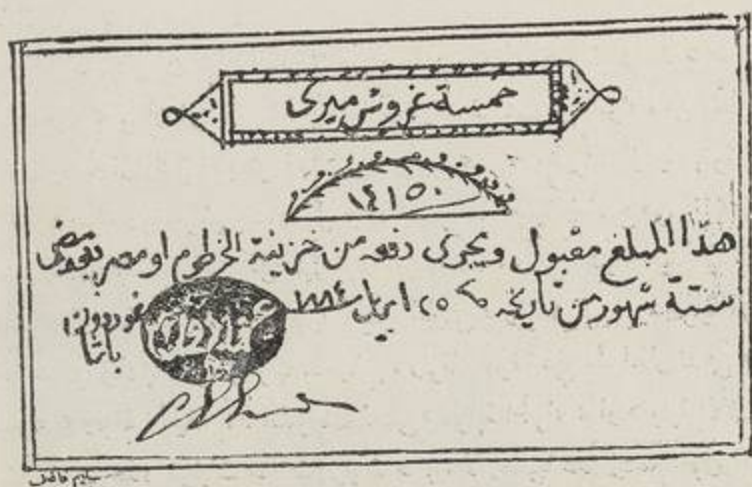 خمسة غروش ميرى
١٤١٥٠
هذا المبلغ مقبول ويجرى دفعه من خزينة الخرطوم او مصر بعد مضى
ستة شهور من تاريخه ٢٥ ابريل ١٨٨٤
غوردون
باشا